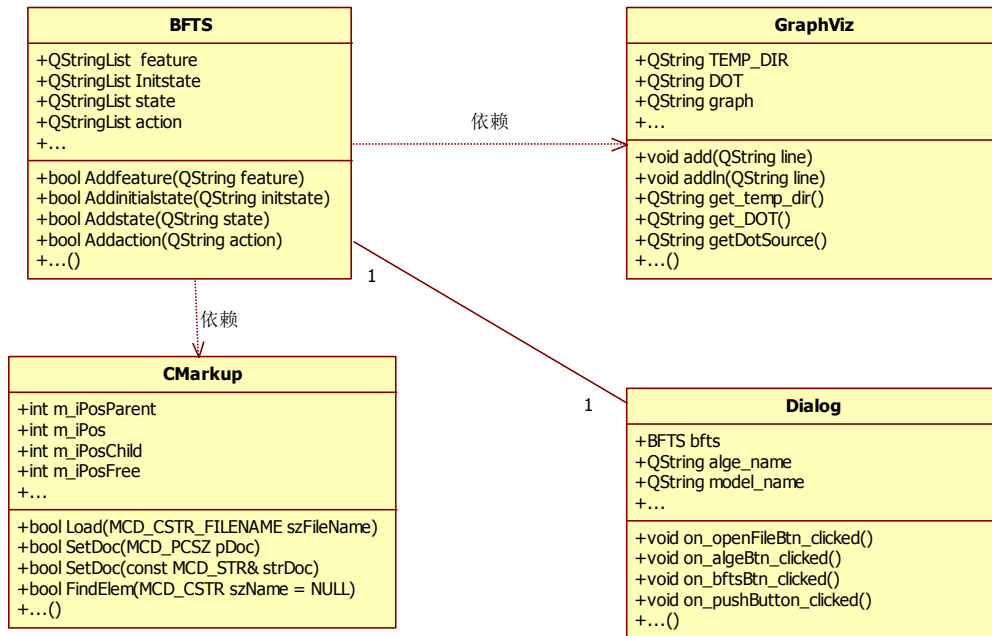 BFTS
+QStringList feature
+QStringList Initstate
+QStringList state
+QStringList action
+...
+bool Addfeature(QString feature)
+bool Addinitialstate(QString initstate)
+bool Addstate(QString state)
+bool Addaction(QString action)
+...()
依赖
GraphViz
+QString TEMP_DIR
+QString DOT
+QString graph
+...
+void add(QString line)
+void addln(QString line)
+QString get_temp_dir()
+QString get_DOT()
+QString getDotSource()
+...()
1
依赖
CMarkup
+int m_iPosParent
+int m_iPos
+int m_iPosChild
+int m_iPosFree
+...
+bool Load(MCD_CSTR_FILENAME szFileName)
+bool SetDoc(MCD_PCSZ pDoc)
+bool SetDoc(const MCD_STR& strDoc)
+bool FindElem(MCD_CSTR szName = NULL)
+...()
1
Dialog
+BFTS bfts
+QString alge_name
+QString model_name
+...
+void on_openFileBtn_clicked()
+void on_algeBtn_clicked()
+void on_bftsBtn_clicked()
+void on_pushButton_clicked()
+...()